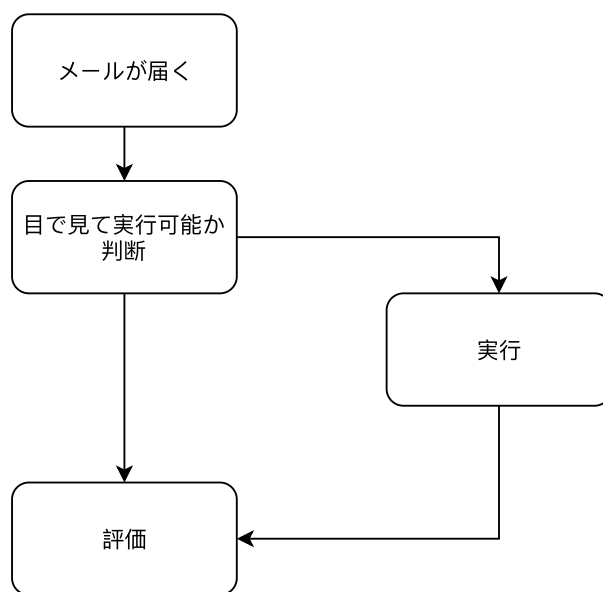 メールが届く
目で見て実行可能か
判断
実行
評価